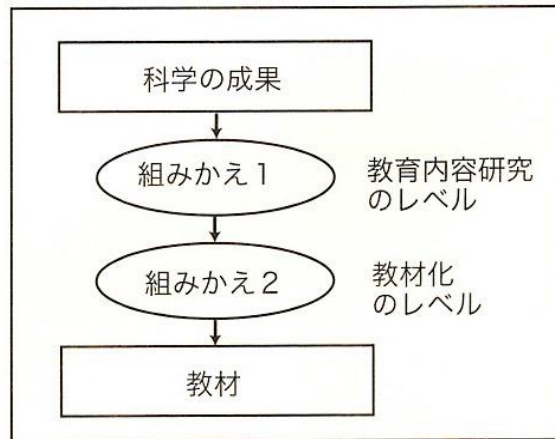 科学の成果
組みかえ1
教育内容研究
のレベル
組みかえ2
教材化
のレベル
教材